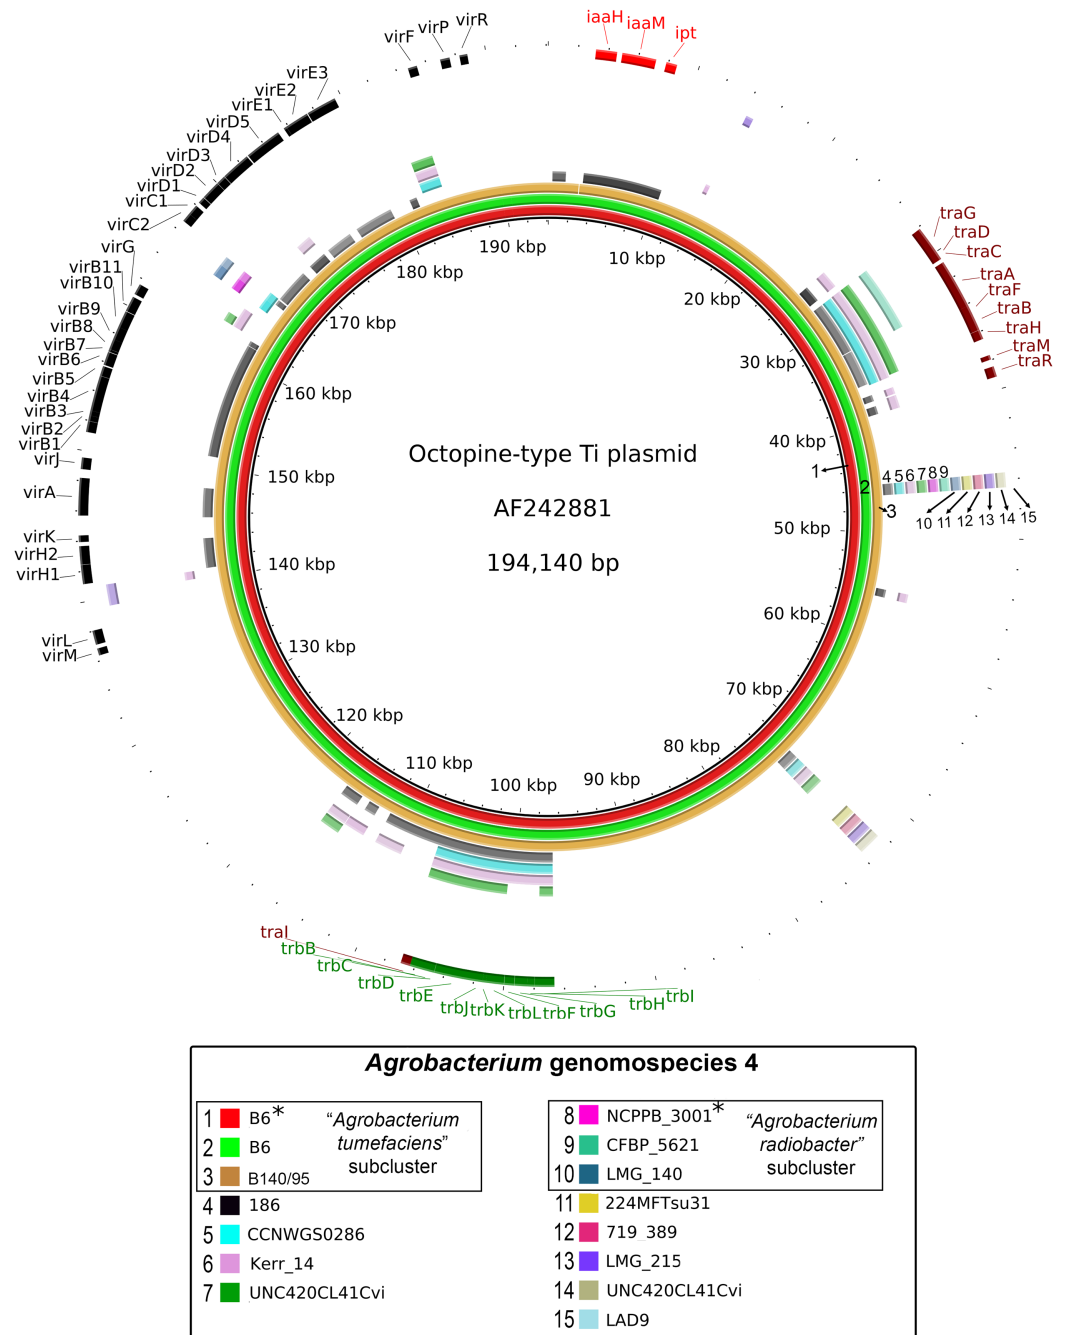 virF
virP
virR
iaaH
iaaM
ipt
virE3
virE2
virE1
virD5
virD4
virD3
virD2
virD1
virC1
virC2
virG
virB11
virB10
virB9
virB8
virB7
virB6
virB5
virB4
virB3
virB2
virB1
virJ
virA
virK
virH2
virH1
virL
virM
traG
traD
traC
traA
traF
traB
traH
traM
traR
190 kbp
10 kbp
180 kbp
20 kbp
170 kbp
30 kbp
160 kbp
40 kbp
150 kbp
50 kbp
140 kbp
60 kbp
130 kbp
70 kbp
120 kbp
80 kbp
110 kbp
90 kbp
100 kbp
Octopine-type Ti plasmid
AF242881
194,140 bp
1
2
3
4 5 6 7 8 9
10 11 12 13 14 15
traI
trbB
trbC
trbD
trbE
trbJ
trbK
trbL
trbF
trbG
trbH
trbI
Agrobacterium genomospecies 4
1 B6*
2 B6
3 B140/95
"Agrobacterium
tumefaciens"
subcluster
4 186
5 CCNWGS0286
6 Kerr_14
7 UNC420CL41Cvi
8 NCPPB_3001*
9 CFBP_5621
10 LMG_140
"Agrobacterium
radiobacter"
subcluster
11 224MFTsu31
12 719_389
13 LMG_215
14 UNC420CL41Cvi
15 LAD9